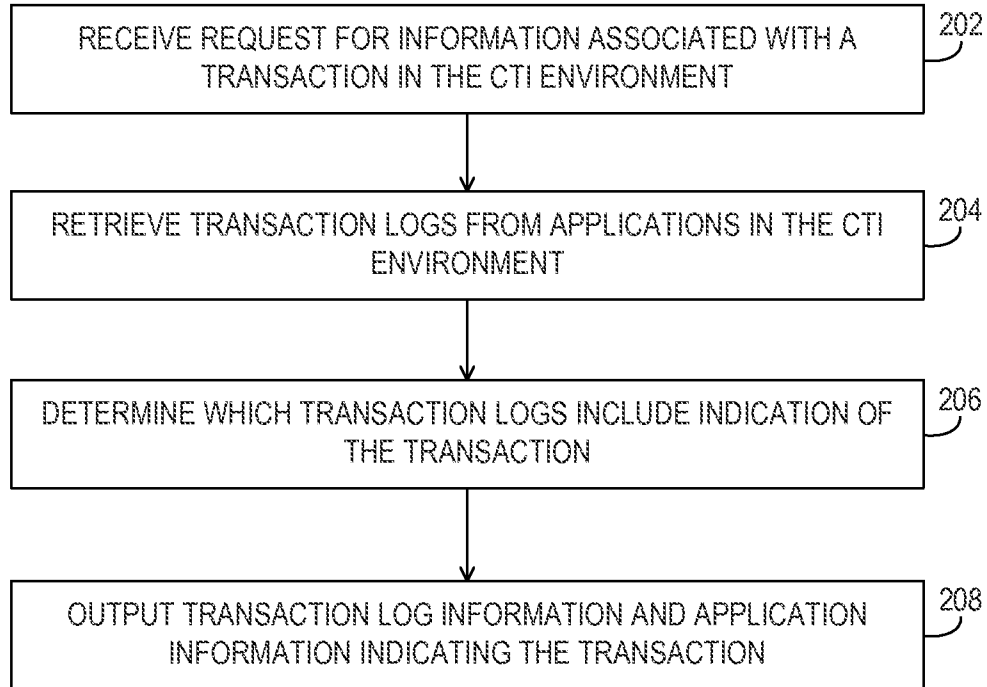 RECEIVE REQUEST FOR INFORMATION ASSOCIATED WITH A
TRANSACTION IN THE CTI ENVIRONMENT
202
RETRIEVE TRANSACTION LOGS FROM APPLICATIONS IN THE CTI
ENVIRONMENT
204
DETERMINE WHICH TRANSACTION LOGS INCLUDE INDICATION OF
THE TRANSACTION
206
OUTPUT TRANSACTION LOG INFORMATION AND APPLICATION
INFORMATION INDICATING THE TRANSACTION
208